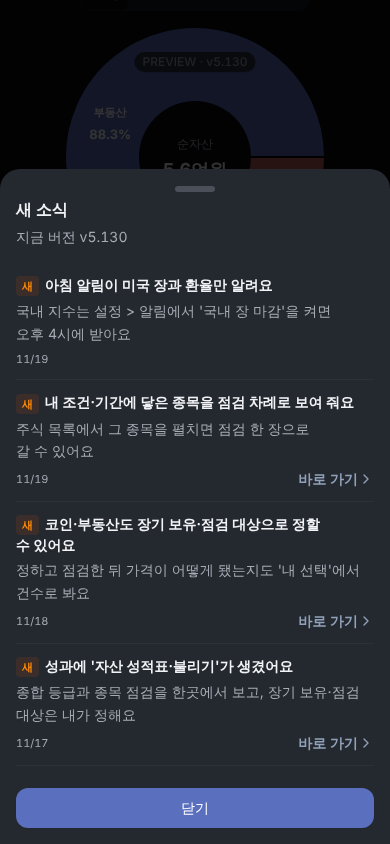 PREVIEW · v5.130
부동산
88.3%
순자산
새 소식
지금 버전 v5.130
새 아침 알림이 미국 장과 환율만 알려요
국내 지수는 설정 > 알림에서 '국내 장 마감'을 켜면
오후 4시에 받아요
11/19
새 내 조건·기간에 닿은 종목을 점검 차례로 보여 줘요
주식 목록에서 그 종목을 펼치면 점검 한 장으로
갈 수 있어요
11/19 바로 가기 >
새 코인·부동산도 장기 보유·점검 대상으로 정할
수 있어요
정하고 점검한 뒤 가격이 어떻게 됐는지도 '내 선택'에서
건수로 봐요
11/18 바로 가기 >
새 성과에 '자산 성적표·불리기'가 생겼어요
종합 등급과 종목 점검을 한곳에서 보고, 장기 보유·점검
대상은 내가 정해요
11/17 바로 가기 >
닫기